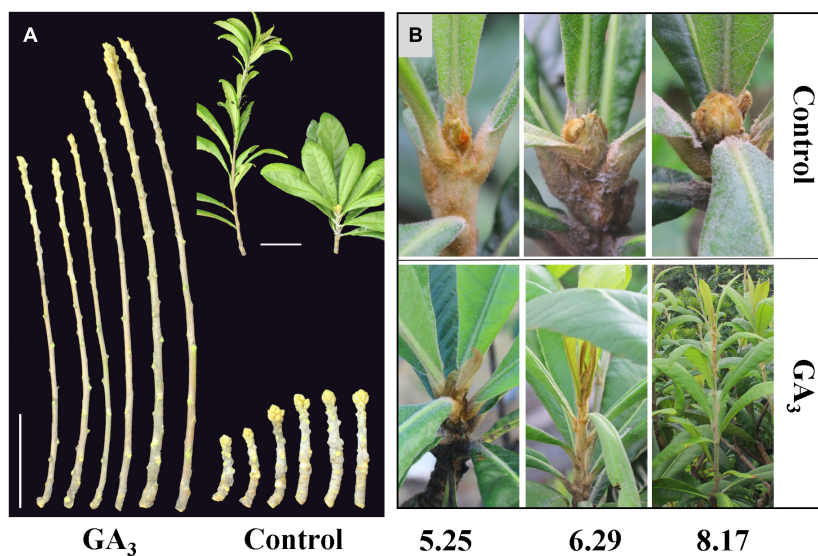 A
B
Control
GA₃
GA₃
Control
5.25
6.29
8.17